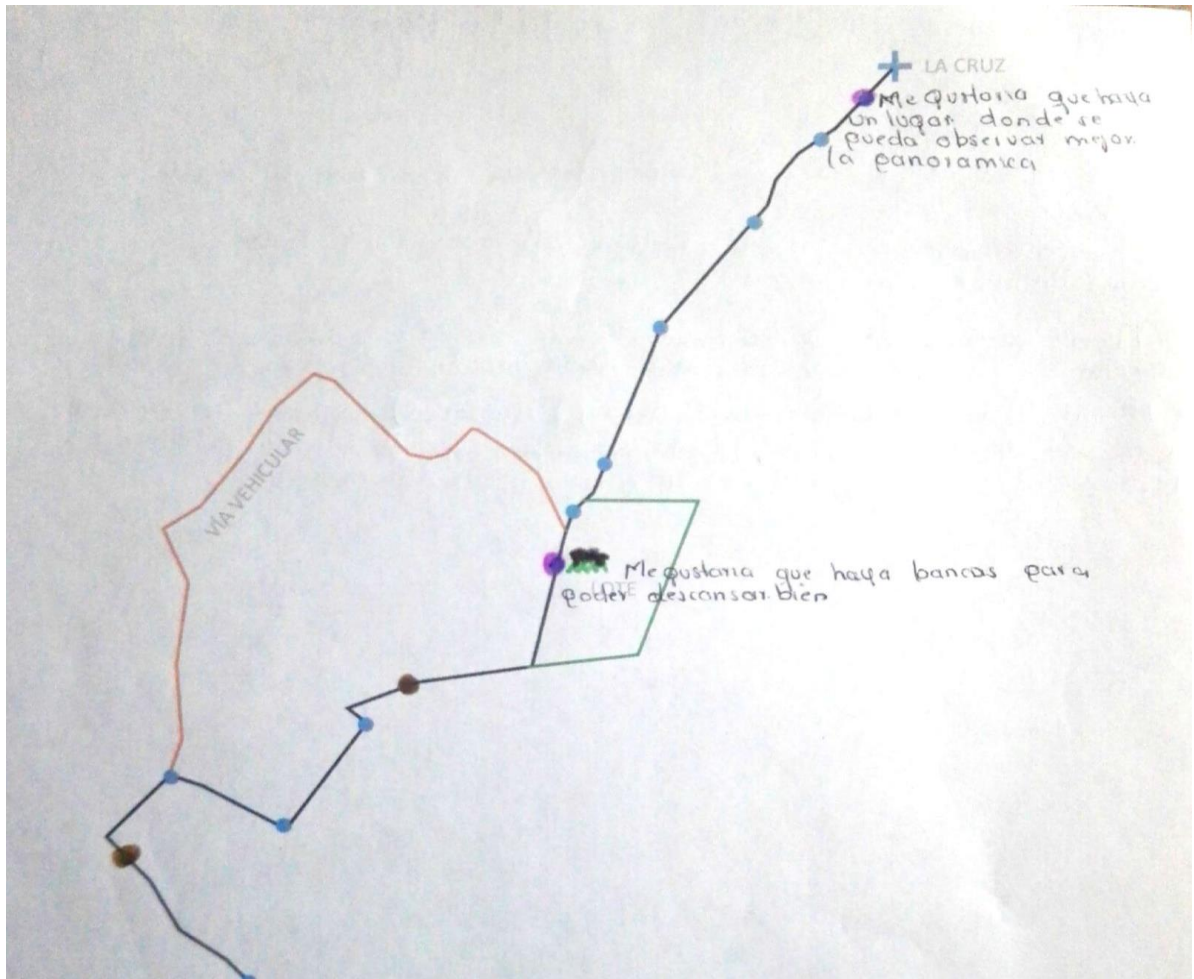 LA CRUZ
Me Gustaria que haya
un lugar donde se
pueda observar mejor
la panoramica
VÍA VEHICULAR
Me gustaria que haya bancas para
poder descansar bien
LOTE